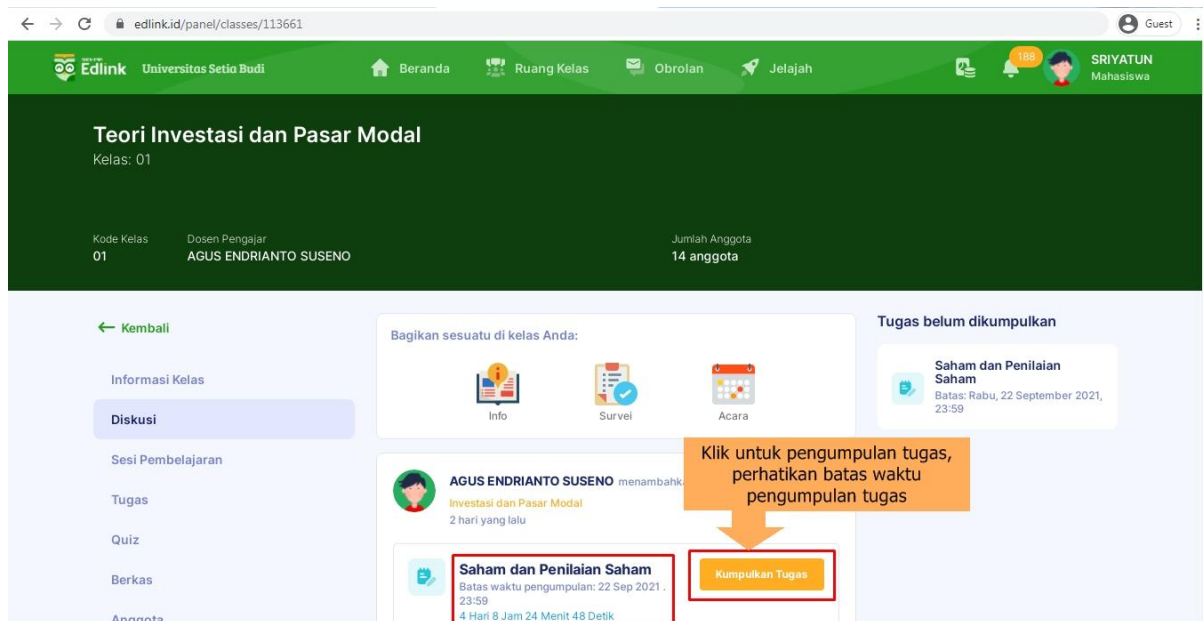 edlink.id/panel/classes/113661
Guest
Edlink Universitas Setia Budi
Beranda
Ruang Kelas
Obrolan
Jelajah
188
SRIYATUN
Mahasiswa
Teori Investasi dan Pasar Modal
Kelas: 01
Kode Kelas
01
Dosen Pengajar
AGUS ENDRIANTO SUSENO
Jumlah Anggota
14 anggota
Kembali
Informasi Kelas
Diskusi
Sesi Pembelajaran
Tugas
Quiz
Berkas
Anggota
Bagikan sesuatu di kelas Anda:
Info
Survei
Acara
Klik untuk pengumpulan tugas,
perhatikan batas waktu
pengumpulan tugas
AGUS ENDRIANTO SUSENO
Investasi dan Pasar Modal
2 hari yang lalu
Saham dan Penilaian Saham
Batas waktu pengumpulan: 22 Sep 2021 .
23:59
4 Hari 8 Jam 24 Menit 48 Detik
Kumpulkan Tugas
Tugas belum dikumpulkan
Saham dan Penilaian
Saham
Batas: Rabu, 22 September 2021,
23:59